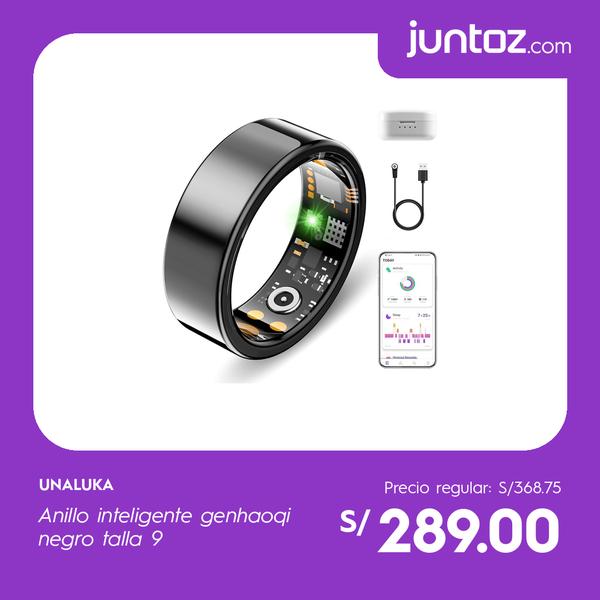 juntoz.com
UNALUKA
Anillo inteligente genhaoqi
negro talla 9
Precio regular: S/368.75
S/ 289.00